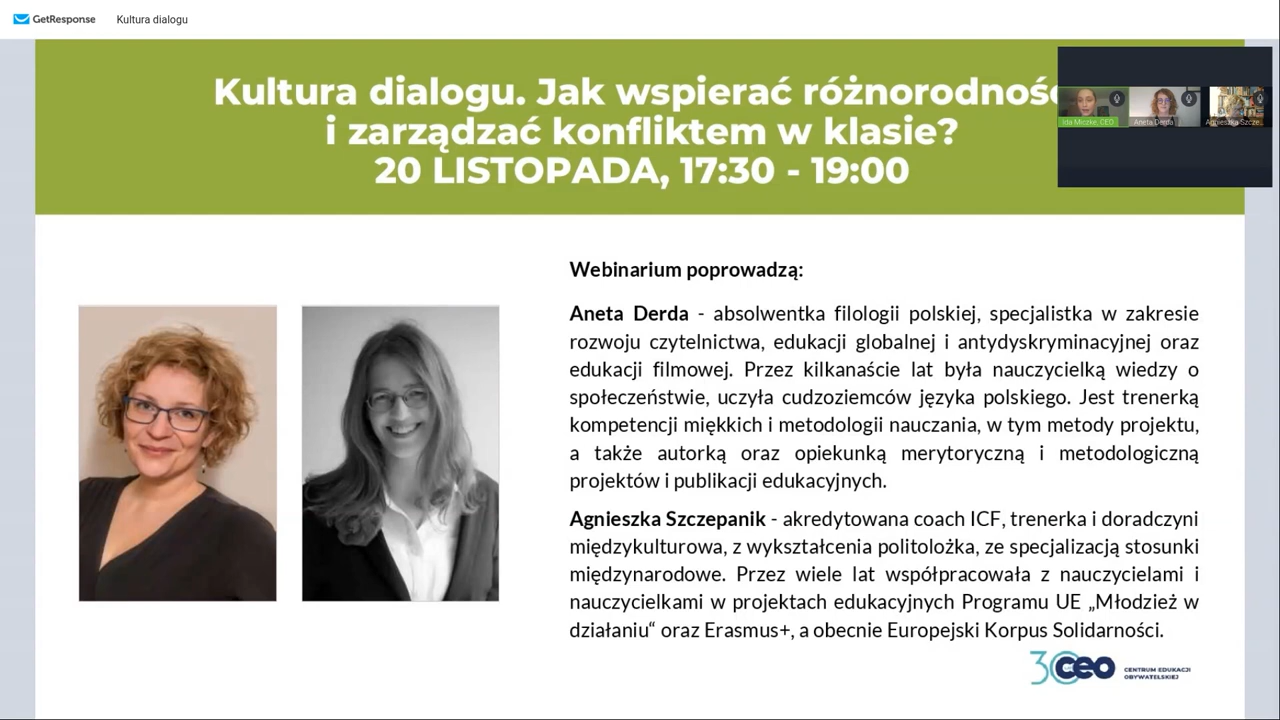 GetResponse Kultura dialogu
Kultura dialogu. Jak wspierać różnorodnoś
i zarządzać konfliktem w klasie?
20 LISTOPADA, 17:30 - 19:00
Ida Miczke, CEO
Aneta Derda
Agnieszka Szcze...
Webinarium poprowadzą:
Aneta Derda - absolwentka filologii polskiej, specjalistka w zakresie
rozwoju czytelnictwa, edukacji globalnej i antydyskryminacyjnej oraz
edukacji filmowej. Przez kilkanaście lat była nauczycielką wiedzy o
społeczeństwie, uczyła cudzoziemców języka polskiego. Jest trenerką
kompetencji miękkich i metodologii nauczania, w tym metody projektu,
a także autorką oraz opiekunką merytoryczną i metodologiczną
projektów i publikacji edukacyjnych.
Agnieszka Szczepanik - akredytowana coach ICF, trenerka i doradczyni
międzykulturowa, z wykształcenia politolożka, ze specjalizacją stosunki
międzynarodowe. Przez wiele lat współpracowała z nauczycielami i
nauczycielkami w projektach edukacyjnych Programu UE „Młodzież w
działaniu“ oraz Erasmus+, a obecnie Europejski Korpus Solidarności.
30 ceo CENTRUM EDUKACJI
OBYWATELSKIEJ